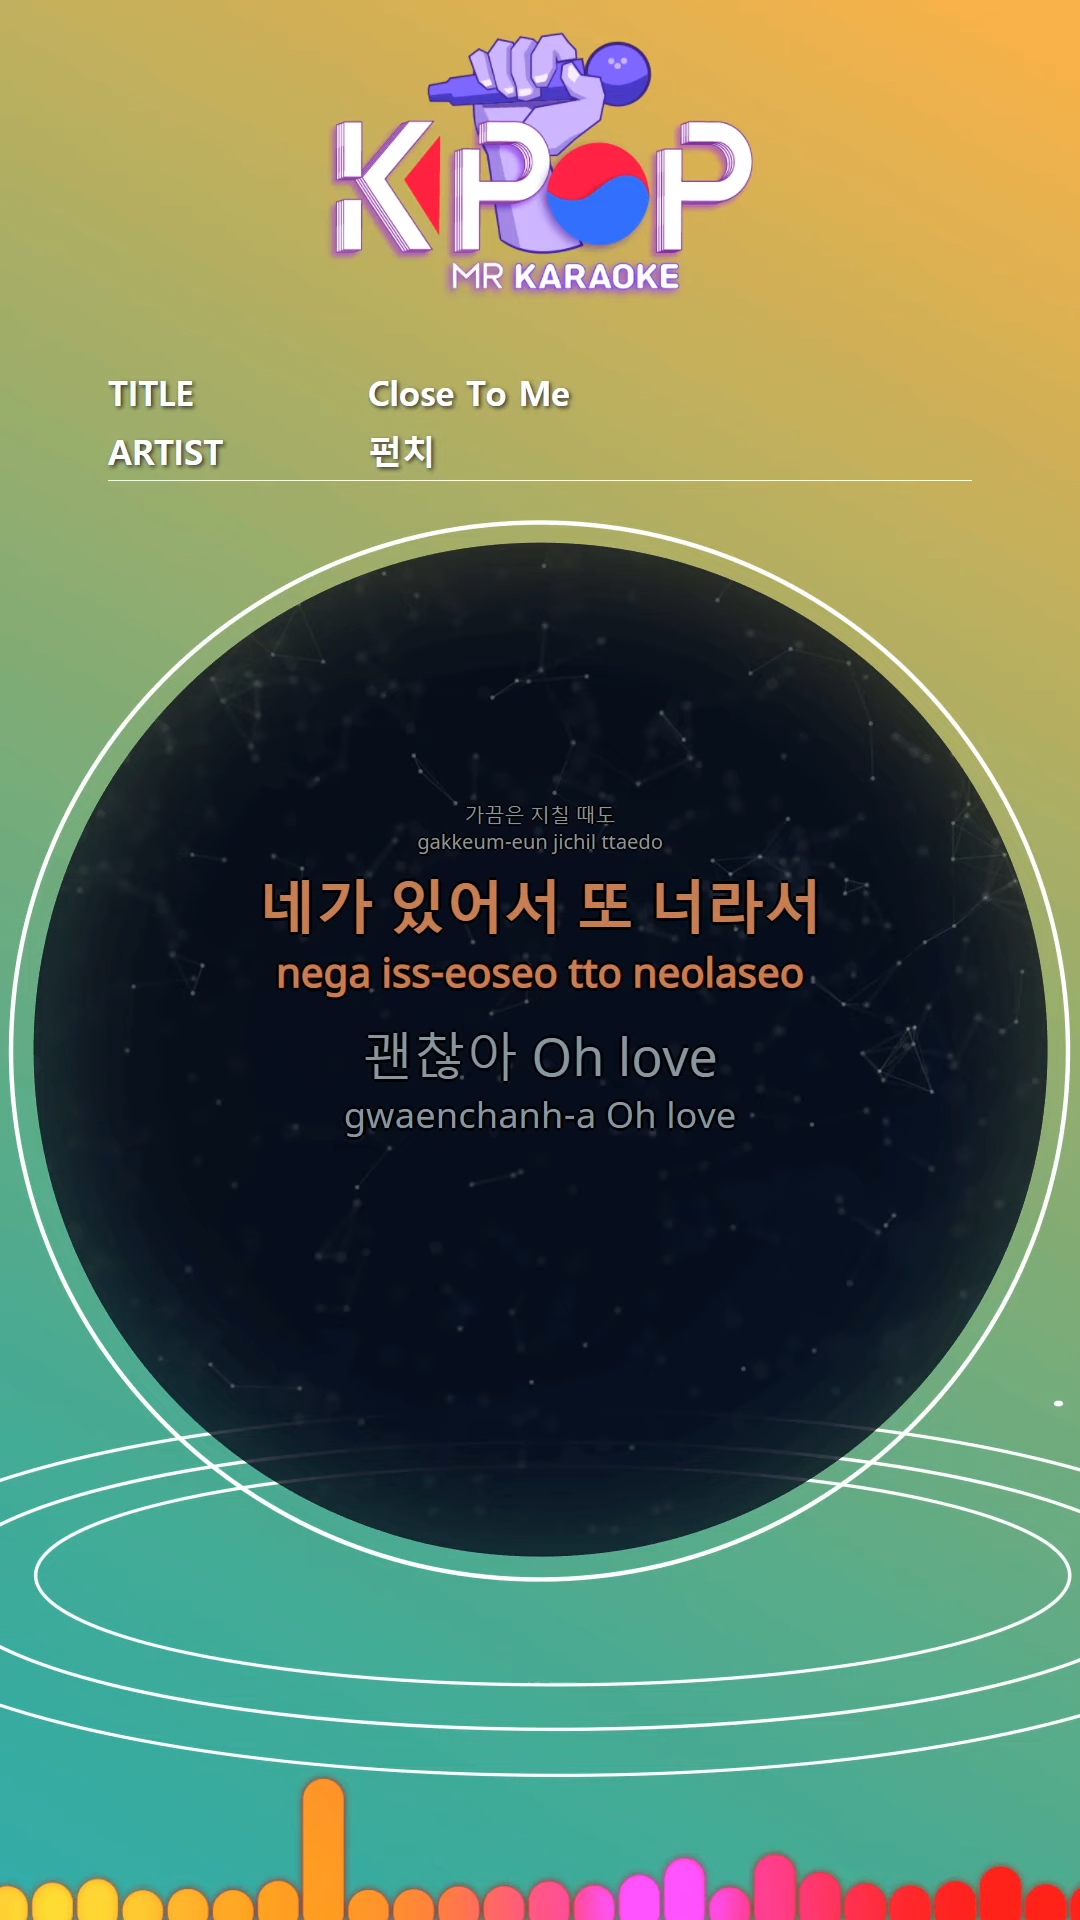 KPOP
MR KARAOKE
TITLE Close To Me
ARTIST 펀치
가끔은 지칠 때도
gakkeum-eun jichil ttaedo
네가 있어서 또 너라서
nega iss-eoseo tto neolaseo
괜찮아 Oh love
gwaenchanh-a Oh love